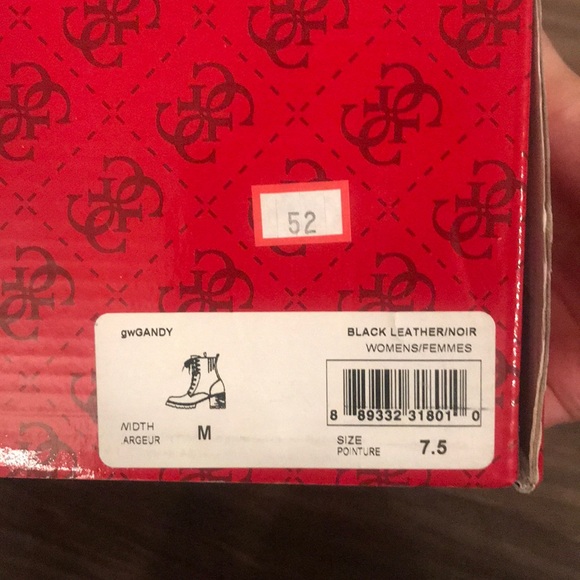 52
gwGANDY
BLACK LEATHER/NOIR
WOMENS/FEMMES
8 89332 31801 0
WIDTH
LARGEUR
M
SIZE
POINTURE
7.5